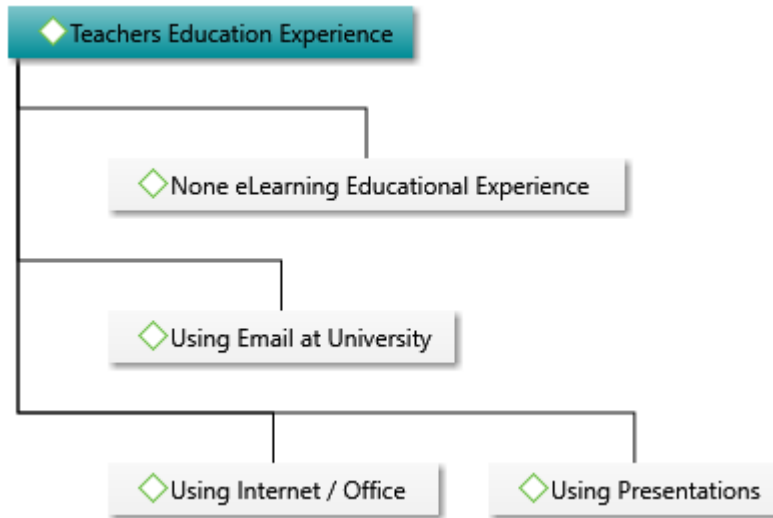 Teachers Education Experience
None eLearning Educational Experience
Using Email at University
Using Internet / Office
Using Presentations